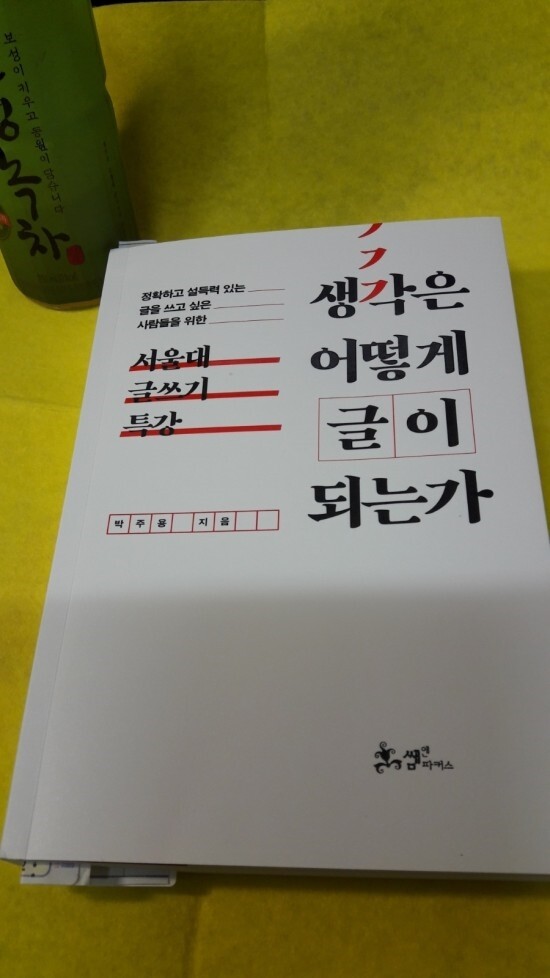 보성이 키우고 동원이 담습니다
녹차
정확하고 설득력 있는
글을 쓰고 싶은
사람들을 위한
서울대
글쓰기
특강
생각은
어떻게
글이
되는가
박주용 지음
쌤앤파커스